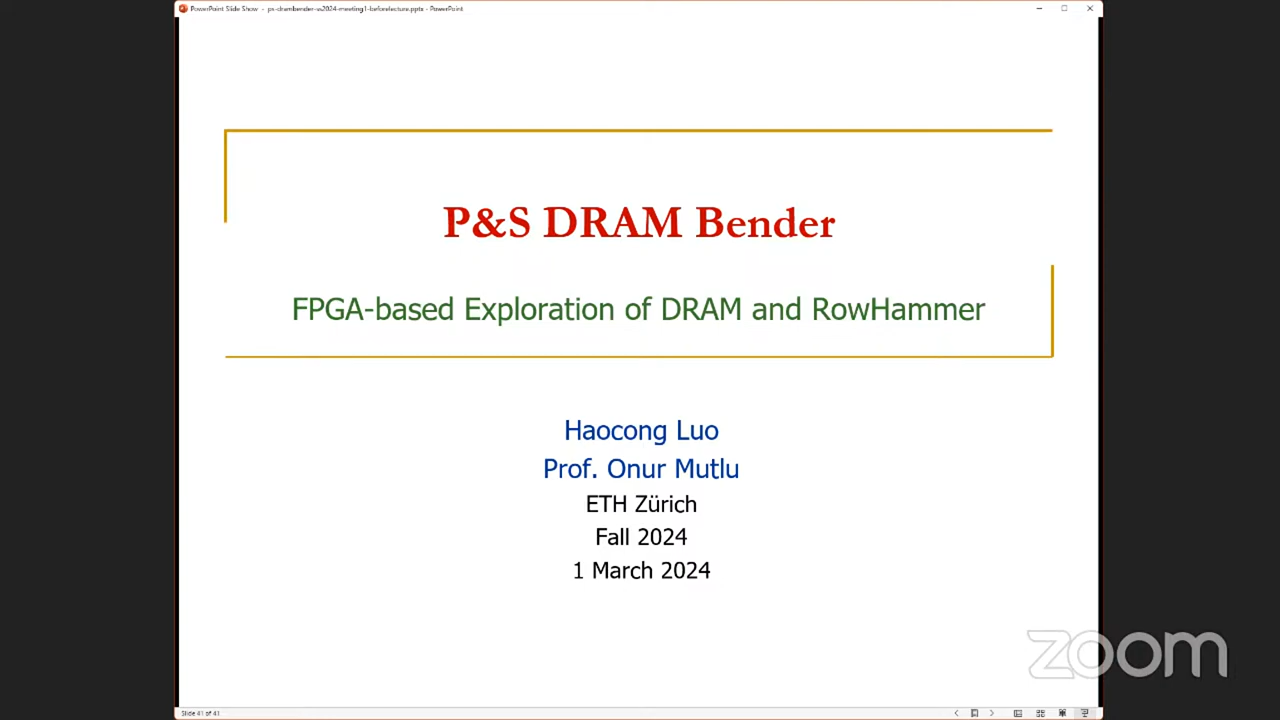 PowerPoint Slide Show - ps-drambender-ss2024-meeting1-beforelecture.pptx - PowerPoint
P&S DRAM Bender
FPGA-based Exploration of DRAM and RowHammer
Haocong Luo
Prof. Onur Mutlu
ETH Zürich
Fall 2024
1 March 2024
zoom
Slide 41 of 41